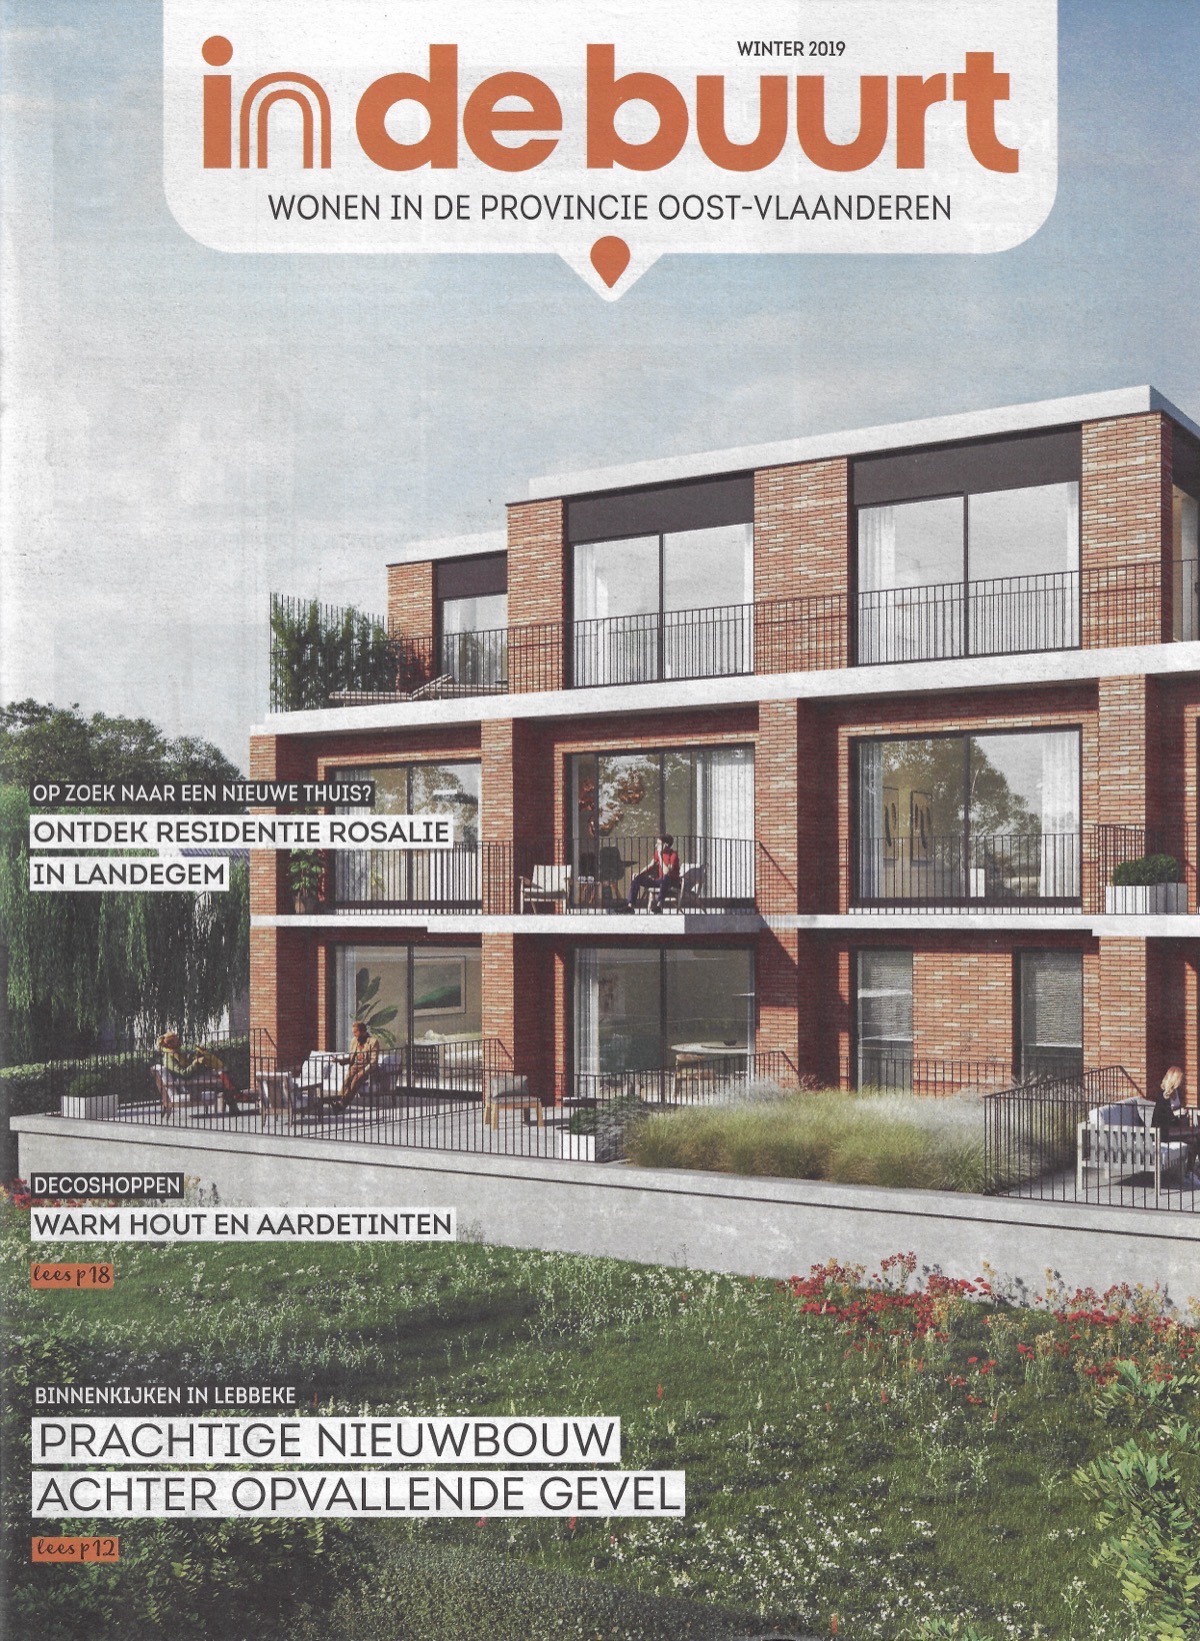 WINTER 2019
in de buurt
WONEN IN DE PROVINCIE OOST-VLAANDEREN
OP ZOEK NAAR EEN NIEUWE THUIS?
ONTDEK RESIDENTIE ROSALIE
IN LANDEGEM
DECOSHOPPEN
WARM HOUT EN AARDETINTEN
lees p18
BINNENKIJKEN IN LEBBEKE
PRACHTIGE NIEUWBOUW
ACHTER OPVALLENDE GEVEL
lees p12